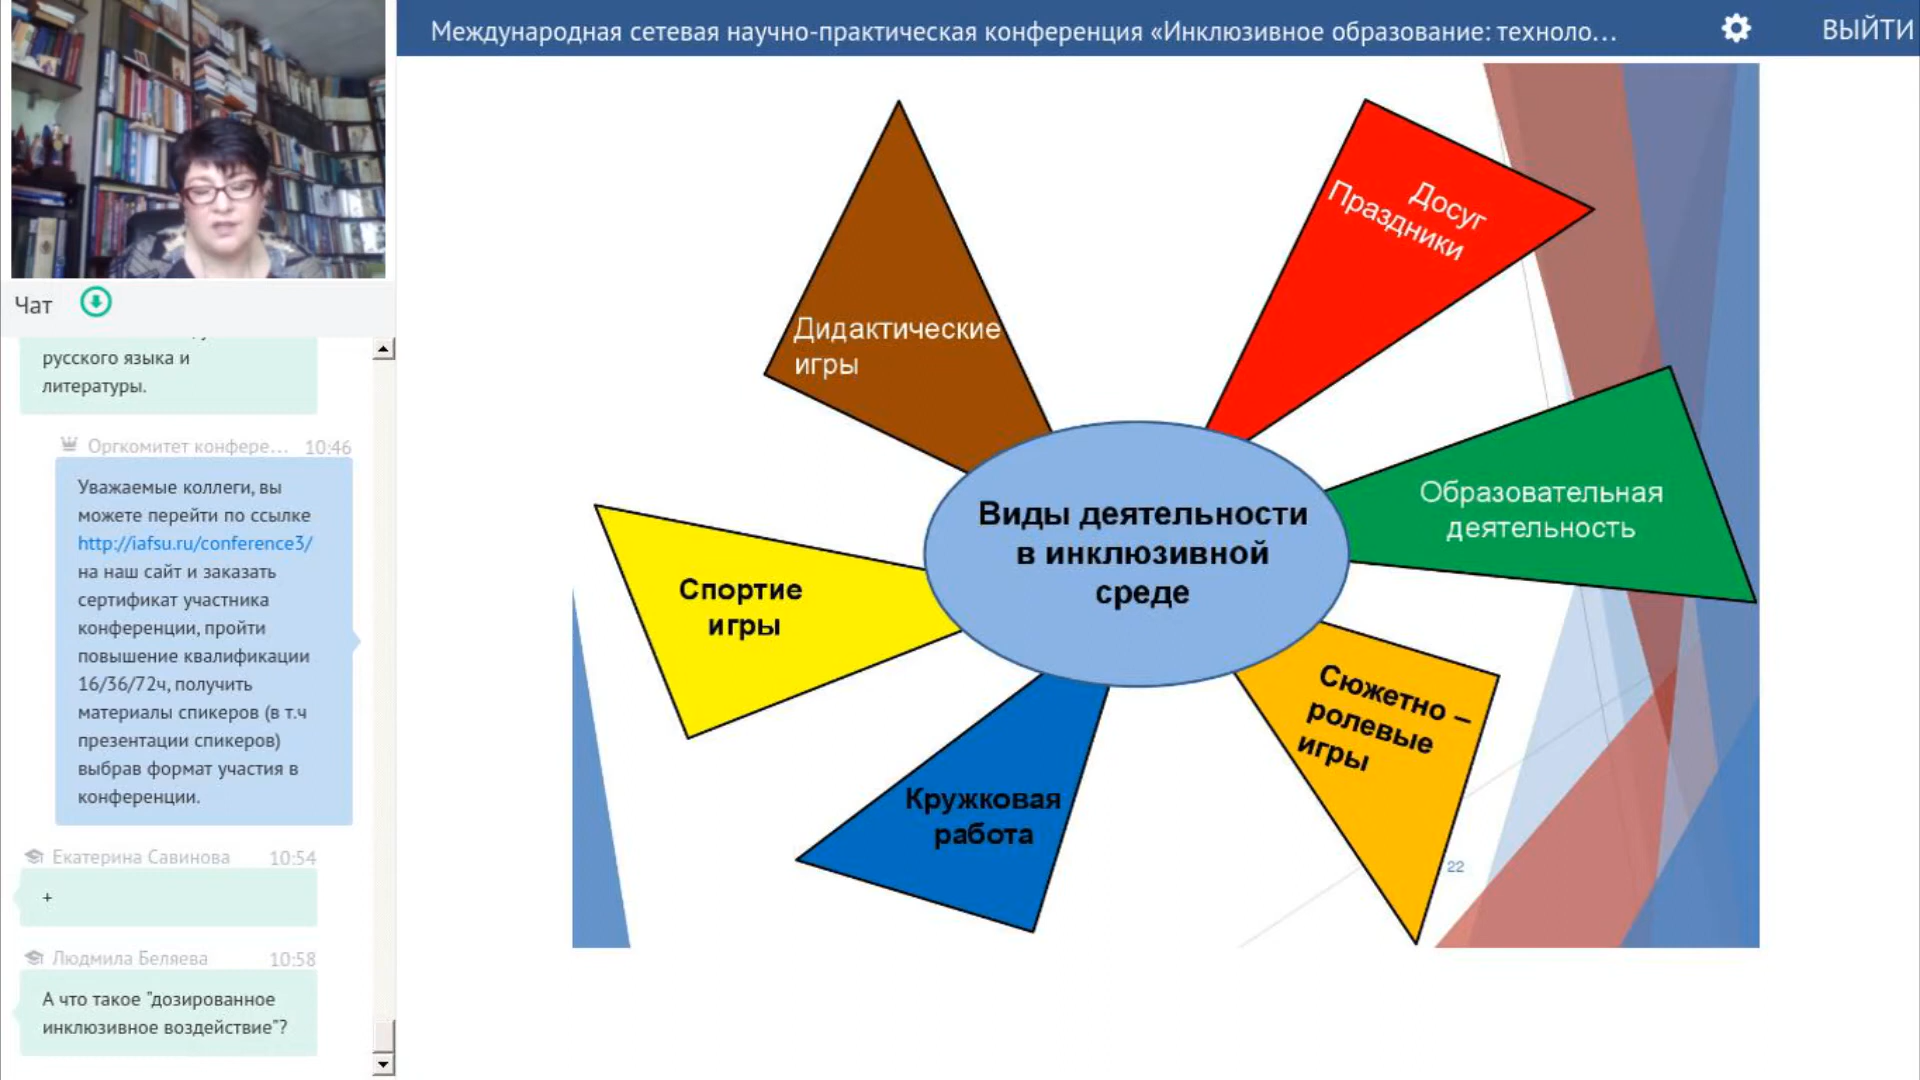 Международная сетевая научно-практическая конференция «Инклюзивное образование: техноло...
ВЫЙТИ
Чат
русского языка и
литературы.
Оргкомитет конфере...
10:46
Уважаемые коллеги, вы
можете перейти по ссылке
http://iafsu.ru/conference3/
на наш сайт и заказать
сертификат участника
конференции, пройти
повышение квалификации
16/36/72ч, получить
материалы спикеров (в т.ч
презентации спикеров)
выбрав формат участия в
конференции.
Екатерина Савинова
10:54
+
Людмила Беляева
10:58
А что такое "дозированное
инклюзивное воздействие"?
Дидактические
игры
Досуг
Праздники
Образовательная
деятельность
Виды деятельности
в инклюзивной
среде
Спортие
игры
Сюжетно –
ролевые
игры
Кружковая
работа
22